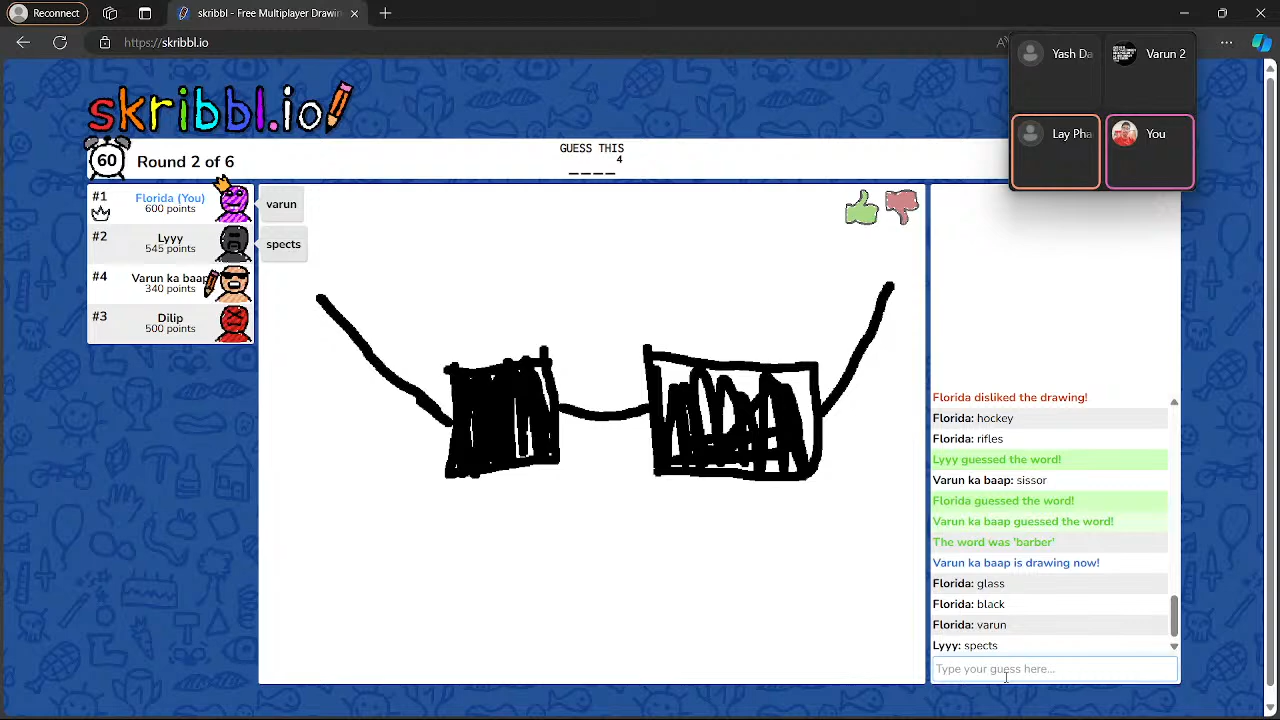 Reconnect
skribbl - Free Multiplayer Drawin
https://skribbl.io
Yash Da
Varun 2
Lay Pha
You
skribbl.io
60
Round 2 of 6
GUESS THIS
4
____
#1
Florida (You)
600 points
varun
#2
Lyyy
545 points
spects
#4
Varun ka baap
340 points
#3
Dilip
500 points
Florida disliked the drawing!
Florida: hockey
Florida: rifles
Lyyy guessed the word!
Varun ka baap: sissor
Florida guessed the word!
Varun ka baap guessed the word!
The word was 'barber'
Varun ka baap is drawing now!
Florida: glass
Florida: black
Florida: varun
Lyyy: spects
Type your guess here...